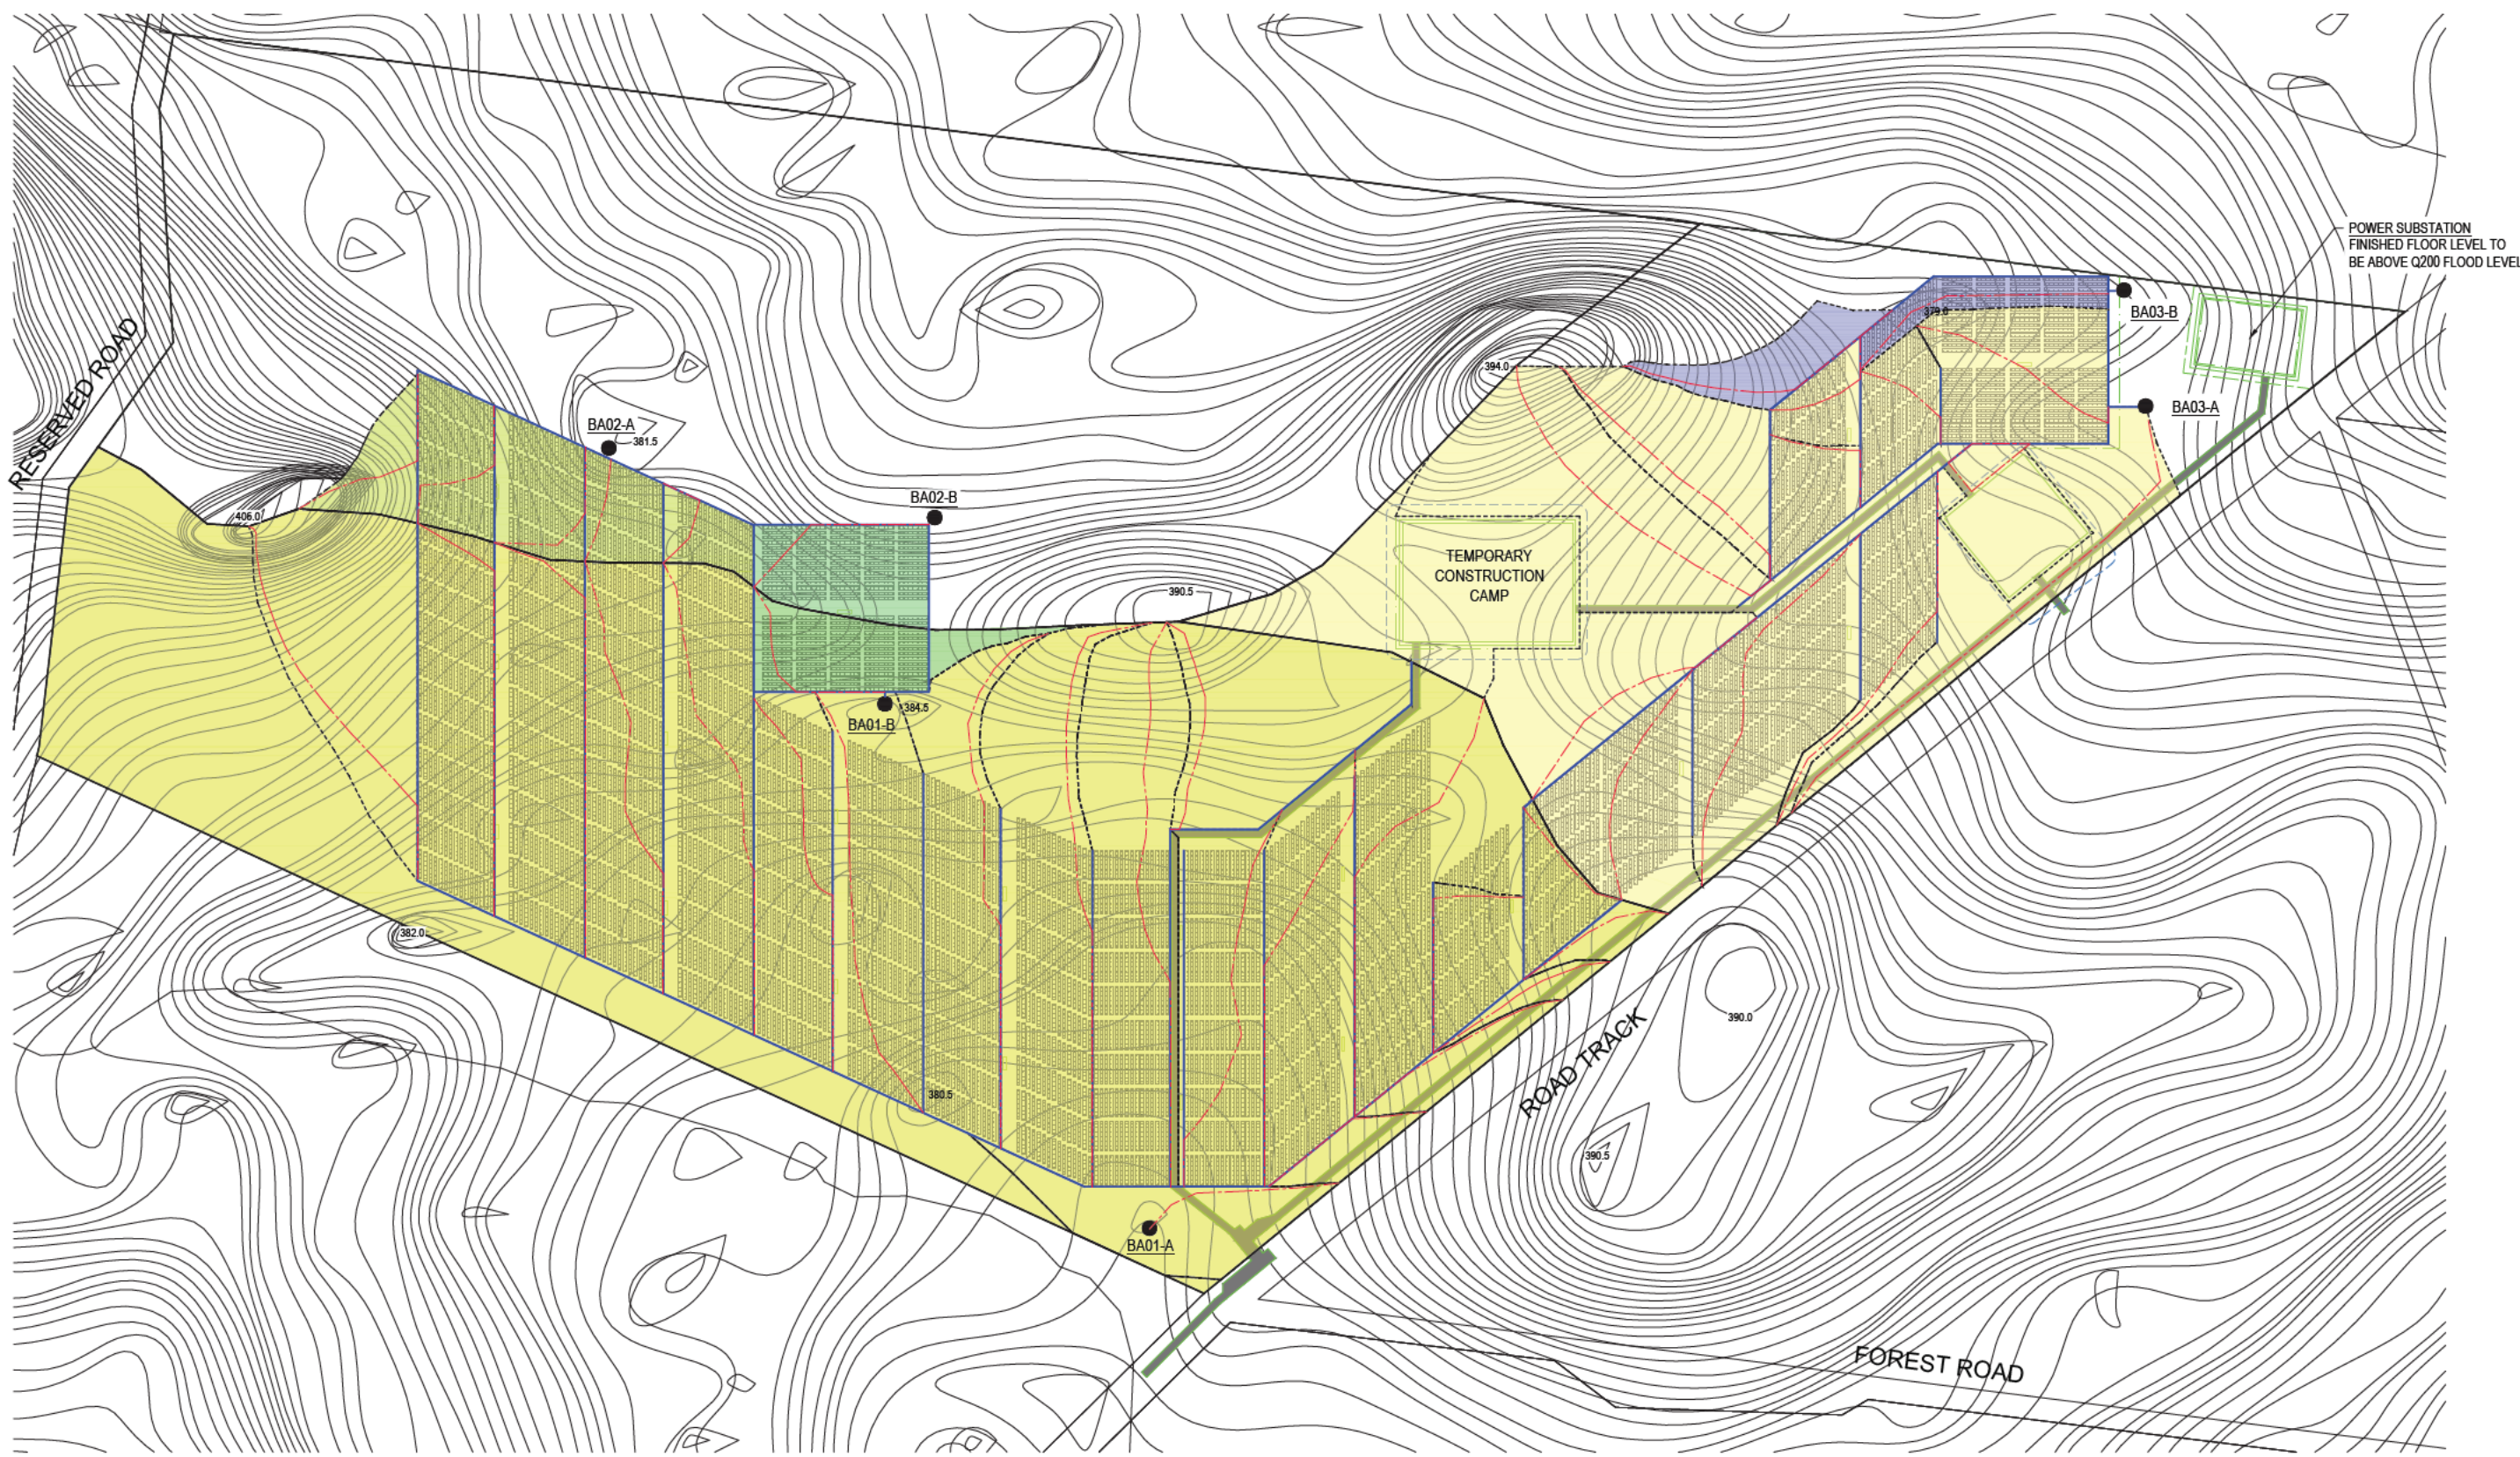 POWER SUBSTATION
FINISHED FLOOR LEVEL TO
BE ABOVE Q200 FLOOD LEVEL
BA03-B
379.0
RESERVED ROAD
394.0
BA03-A
BA02-A
381.5
BA02-B
406.0
TEMPORARY
CONSTRUCTION
CAMP
390.5
384.5
BA01-B
382.0
390.0
ROAD TRACK
380.5
390.5
BA01-A
FOREST ROAD